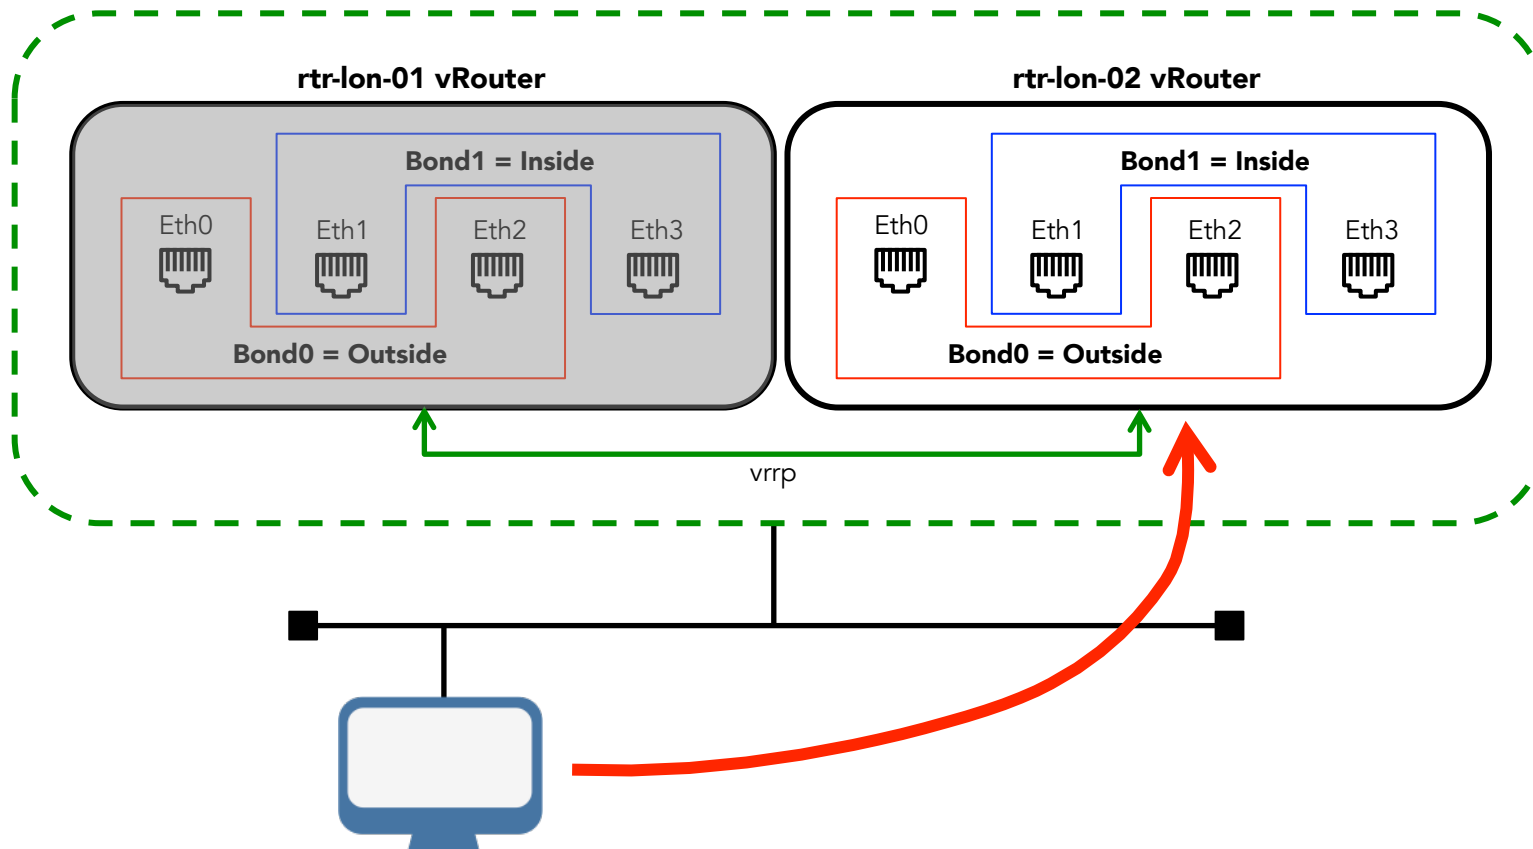 rtr-lon-01 vRouter
Bond1 = Inside
Eth0
Eth1
Eth2
Eth3
Bond0 = Outside
rtr-lon-02 vRouter
Bond1 = Inside
Eth0
Eth1
Eth2
Eth3
Bond0 = Outside
vrrp